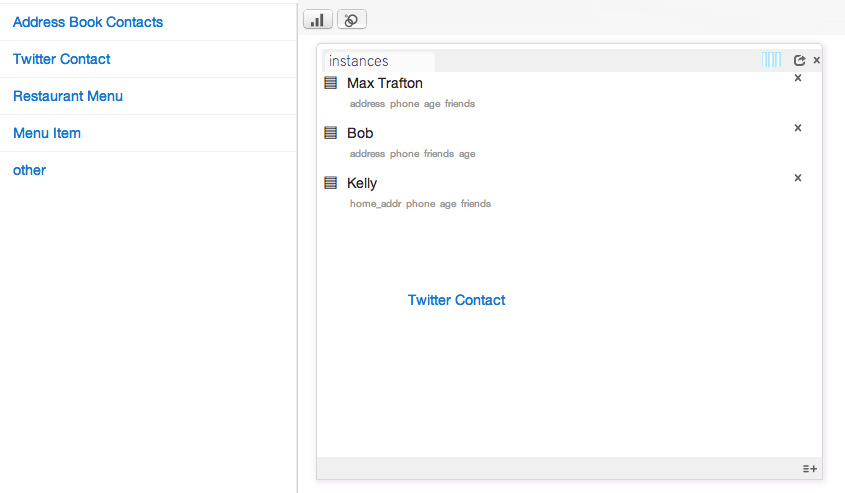 Address Book Contacts
Twitter Contact
Restaurant Menu
Menu Item
other
instances
Max Trafton
address phone age friends
Bob
address phone friends age
Kelly
home_addr phone age friends
Twitter Contact